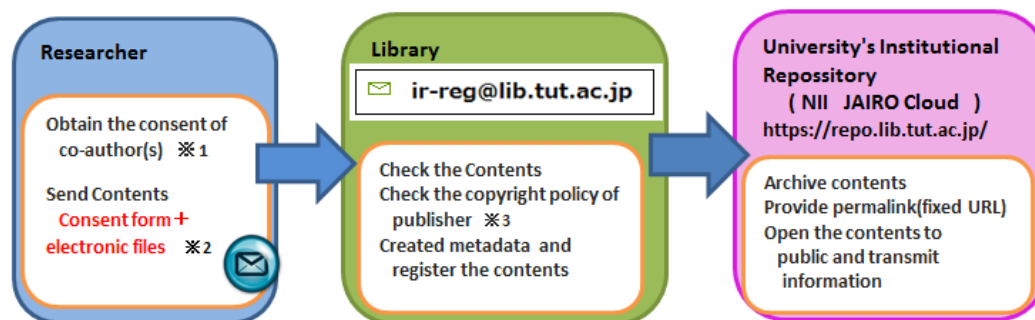 Researcher
Obtain the consent of
co-author(s) ※1
Send Contents
Consent form＋
electronic files ※2
Library
ir-reg@lib.tut.ac.jp
Check the Contents
Check the copyright policy of
publisher ※3
Created metadata and
register the contents
University's Institutional
Repossitory
( NII JAIRO Cloud )
https://repo.lib.tut.ac.jp/
Archive contents
Provide permalink(fixed URL)
Open the contents to
public and transmit
information